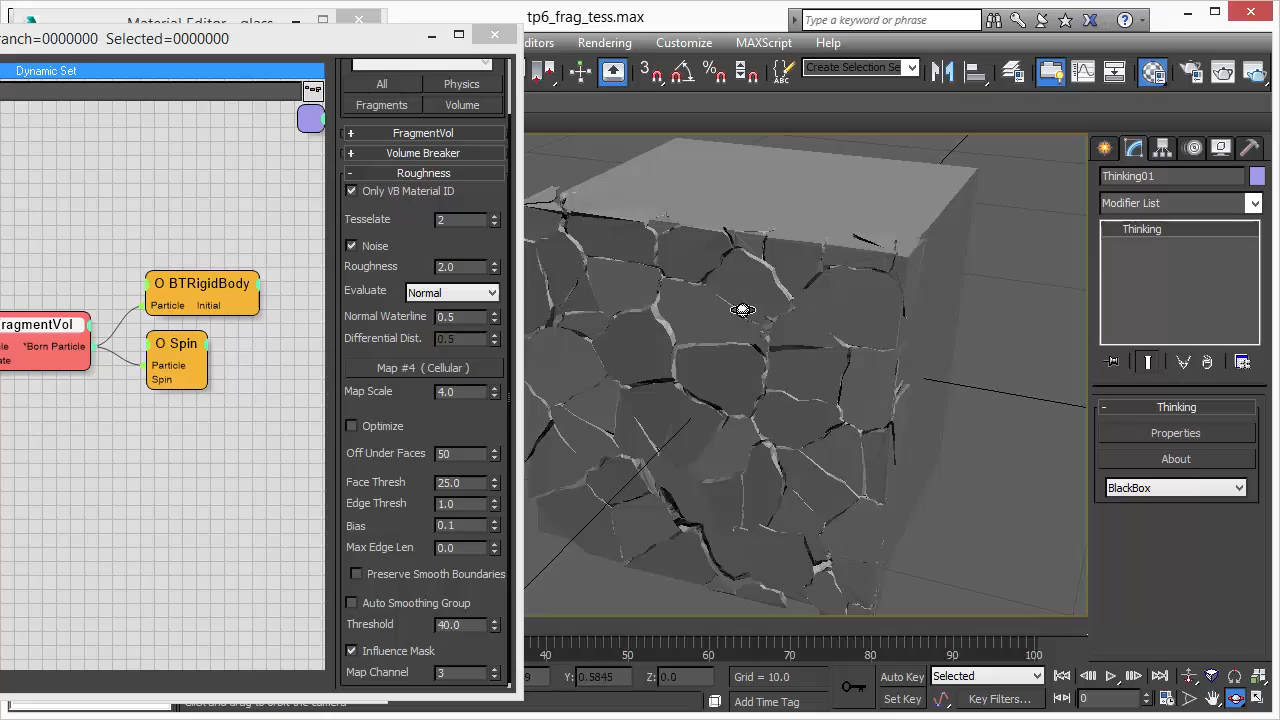 Material Editor - glass
ranch=0000000 Selected=0000000
tp6_frag_tess.max
Type a keyword or phrase
ditors
Rendering
Customize
MAXScript
Help
Create Selection Se
Dynamic Set
All
Physics
Fragments
Volume
+ FragmentVol
+ Volume Breaker
- Roughness
Only VB Material ID
Tesselate 2
Noise
Roughness 2.0
Evaluate Normal
Normal Waterline 0.5
Differential Dist. 0.5
Map #4 ( Cellular )
Map Scale 4.0
Optimize
Off Under Faces 50
Face Thresh 25.0
Edge Thresh 1.0
Bias 0.1
Max Edge Len 0.0
Preserve Smooth Boundaries
Auto Smoothing Group
Threshold 40.0
Influence Mask
Map Channel 3
O BTRigidBody
Particle Initial
ragmentVol
*Born Particle
O Spin
Particle
Spin
Thinking01
Modifier List
Thinking
- Thinking
Properties
About
BlackBox
40 50 60 70 80 90 100
Y: 0.5845 Z: 0.0
Auto Key
Selected
Set Key
Key Filters...
0
Add Time Tag